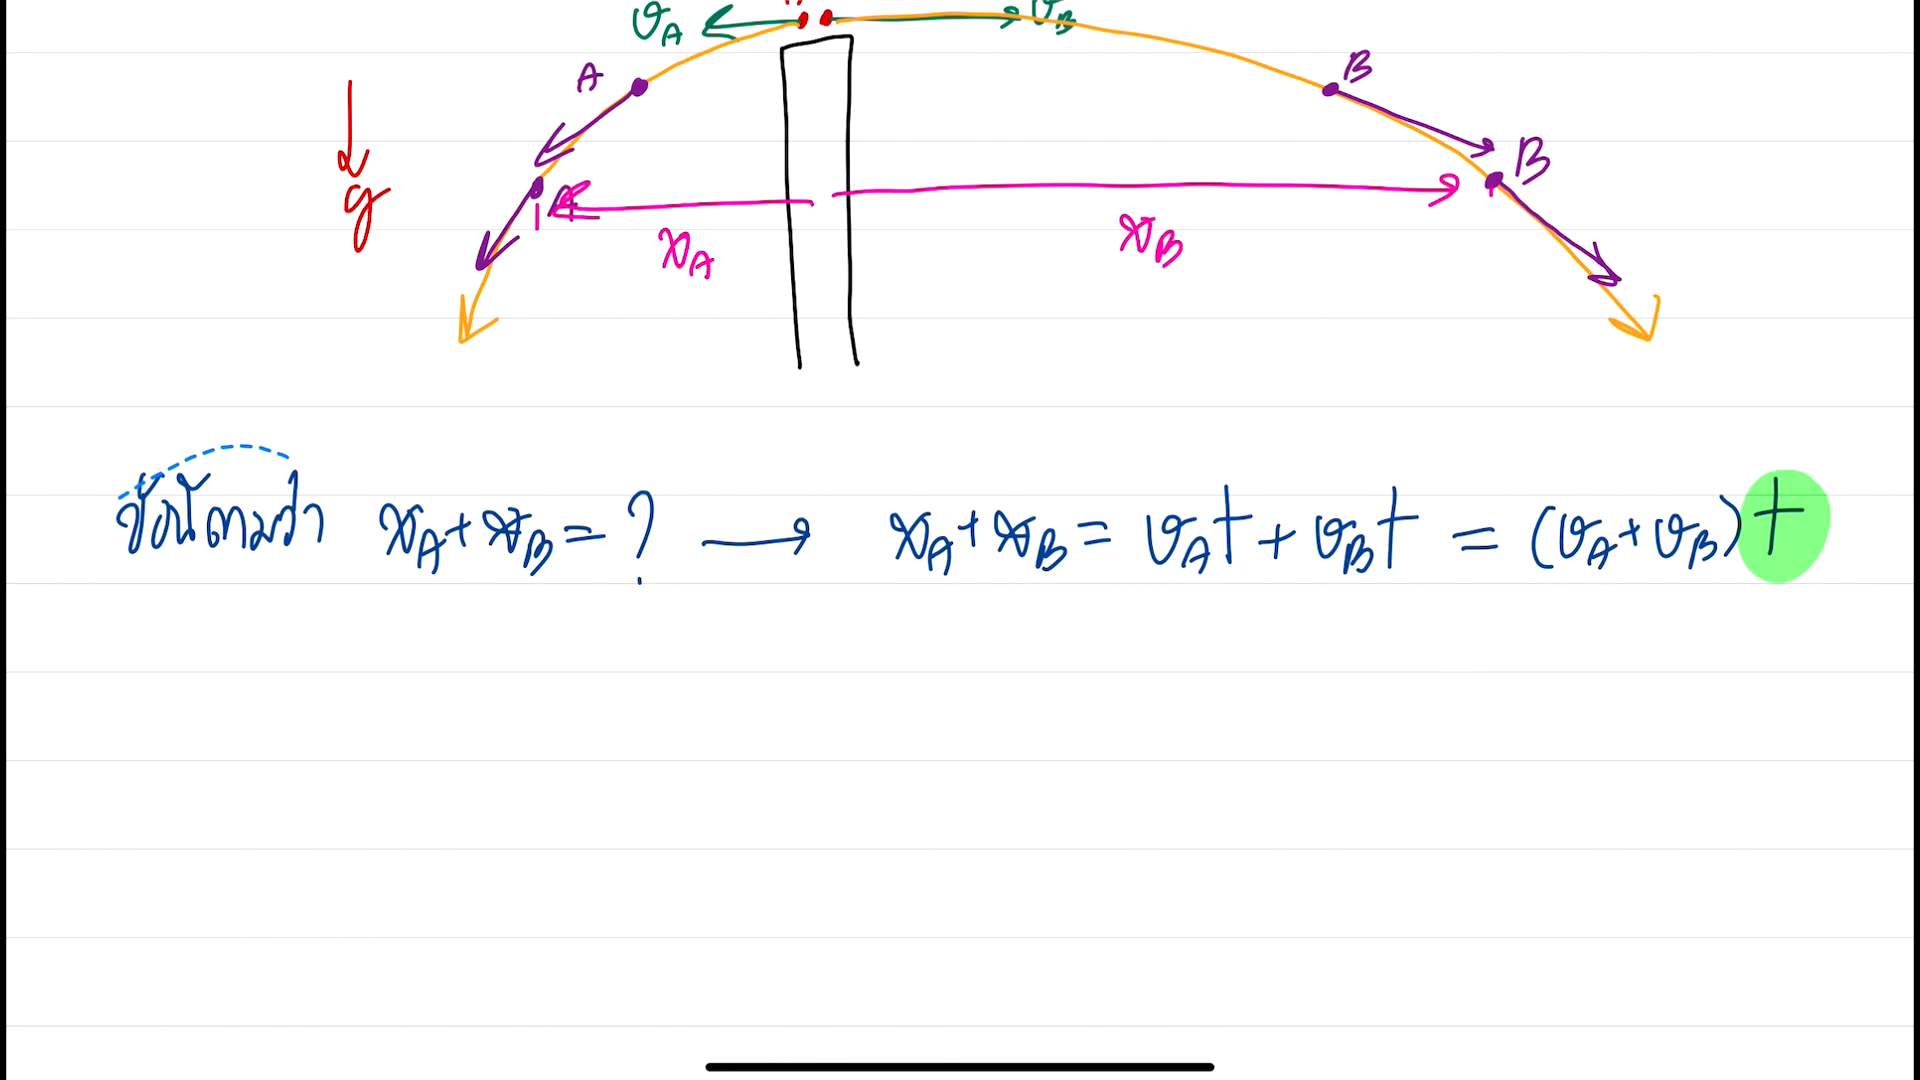 v_A v_B
A B
B
g A
x_A x_B
ข้อนี้ถามว่า x_A + x_B = ? → x_A + x_B = v_A t + v_B t = (v_A + v_B) t